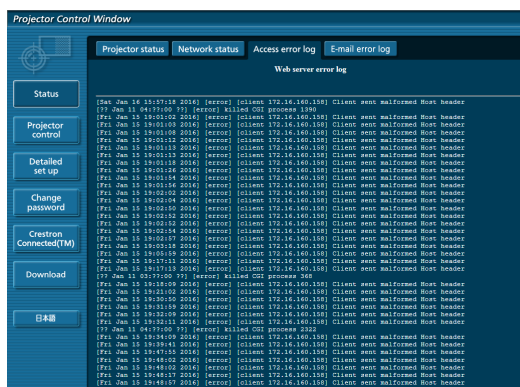 Projector Control Window
Projector status
Network status
Access error log
E-mail error log
Web server error log
Status
Projector control
Detailed set up
Change password
Crestron Connected(TM)
Download
日本語
[Sat Jan 16 15:57:18 2016] [error] [client 172.16.160.158] Client sent malformed Host header
[?? Jan 11 04:??:00 ??] [error] killed CGI process 1390
[Fri Jan 15 19:01:02 2016] [error] [client 172.16.160.158] Client sent malformed Host header
[Fri Jan 15 19:01:03 2016] [error] [client 172.16.160.158] Client sent malformed Host header
[Fri Jan 15 19:01:08 2016] [error] [client 172.16.160.158] Client sent malformed Host header
[Fri Jan 15 19:01:12 2016] [error] [client 172.16.160.158] Client sent malformed Host header
[Fri Jan 15 19:01:13 2016] [error] [client 172.16.160.158] Client sent malformed Host header
[Fri Jan 15 19:01:13 2016] [error] [client 172.16.160.158] Client sent malformed Host header
[Fri Jan 15 19:01:18 2016] [error] [client 172.16.160.158] Client sent malformed Host header
[Fri Jan 15 19:01:26 2016] [error] [client 172.16.160.158] Client sent malformed Host header
[Fri Jan 15 19:01:54 2016] [error] [client 172.16.160.158] Client sent malformed Host header
[Fri Jan 15 19:01:56 2016] [error] [client 172.16.160.158] Client sent malformed Host header
[Fri Jan 15 19:02:02 2016] [error] [client 172.16.160.158] Client sent malformed Host header
[Fri Jan 15 19:02:04 2016] [error] [client 172.16.160.158] Client sent malformed Host header
[Fri Jan 15 19:02:50 2016] [error] [client 172.16.160.158] Client sent malformed Host header
[Fri Jan 15 19:02:52 2016] [error] [client 172.16.160.158] Client sent malformed Host header
[Fri Jan 15 19:02:52 2016] [error] [client 172.16.160.158] Client sent malformed Host header
[Fri Jan 15 19:02:54 2016] [error] [client 172.16.160.158] Client sent malformed Host header
[Fri Jan 15 19:02:57 2016] [error] [client 172.16.160.158] Client sent malformed Host header
[Fri Jan 15 19:03:18 2016] [error] [client 172.16.160.158] Client sent malformed Host header
[Fri Jan 15 19:05:59 2016] [error] [client 172.16.160.158] Client sent malformed Host header
[Fri Jan 15 19:17:11 2016] [error] [client 172.16.160.158] Client sent malformed Host header
[Fri Jan 15 19:17:13 2016] [error] [client 172.16.160.158] Client sent malformed Host header
[?? Jan 11 03:??:00 ??] [error] killed CGI process 368
[Fri Jan 15 19:18:09 2016] [error] [client 172.16.160.158] Client sent malformed Host header
[Fri Jan 15 19:21:02 2016] [error] [client 172.16.160.158] Client sent malformed Host header
[Fri Jan 15 19:30:50 2016] [error] [client 172.16.160.158] Client sent malformed Host header
[Fri Jan 15 19:31:59 2016] [error] [client 172.16.160.158] Client sent malformed Host header
[Fri Jan 15 19:32:09 2016] [error] [client 172.16.160.158] Client sent malformed Host header
[Fri Jan 15 19:32:11 2016] [error] [client 172.16.160.158] Client sent malformed Host header
[?? Jan 11 04:??:00 ??] [error] killed CGI process 2322
[Fri Jan 15 19:34:09 2016] [error] [client 172.16.160.158] Client sent malformed Host header
[Fri Jan 15 19:39:41 2016] [error] [client 172.16.160.158] Client sent malformed Host header
[Fri Jan 15 19:47:55 2016] [error] [client 172.16.160.158] Client sent malformed Host header
[Fri Jan 15 19:48:02 2016] [error] [client 172.16.160.158] Client sent malformed Host header
[Fri Jan 15 19:48:02 2016] [error] [client 172.16.160.158] Client sent malformed Host header
[Fri Jan 15 19:48:17 2016] [error] [client 172.16.160.158] Client sent malformed Host header
[Fri Jan 15 19:48:57 2016] [error] [client 172.16.160.158] Client sent malformed Host header